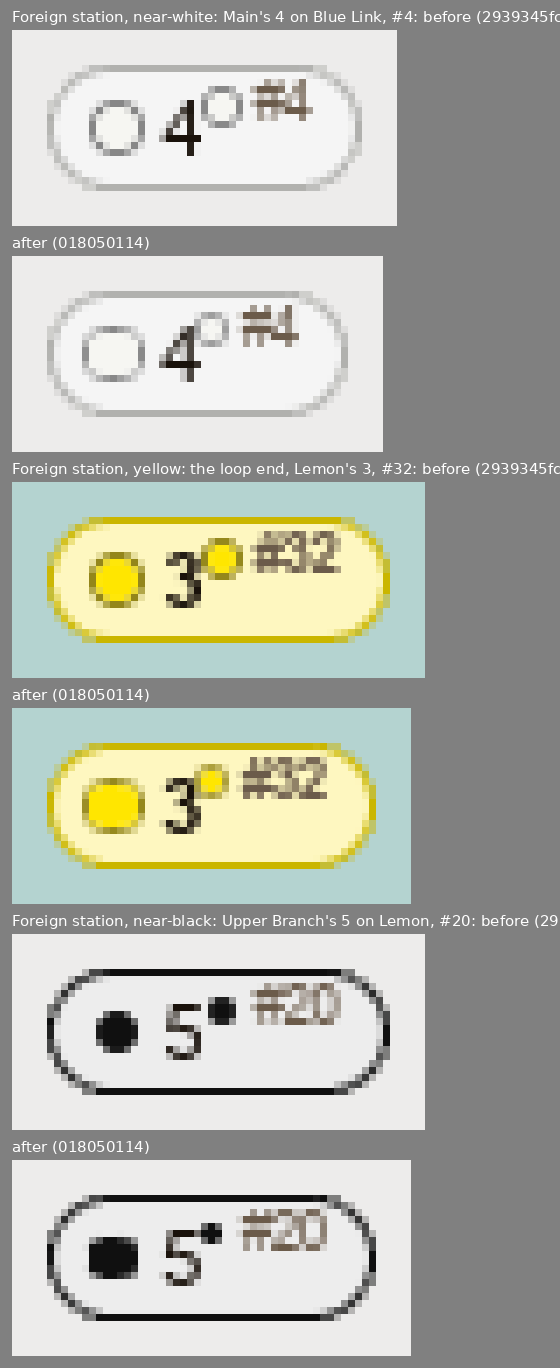 Foreign station, near-white: Main's 4 on Blue Link, #4: before (2939345fc
4 #4
after (018050114)
4 #4
Foreign station, yellow: the loop end, Lemon's 3, #32: before (2939345fc
3 #32
after (018050114)
3 #32
Foreign station, near-black: Upper Branch's 5 on Lemon, #20: before (29
5 #20
after (018050114)
5 #20